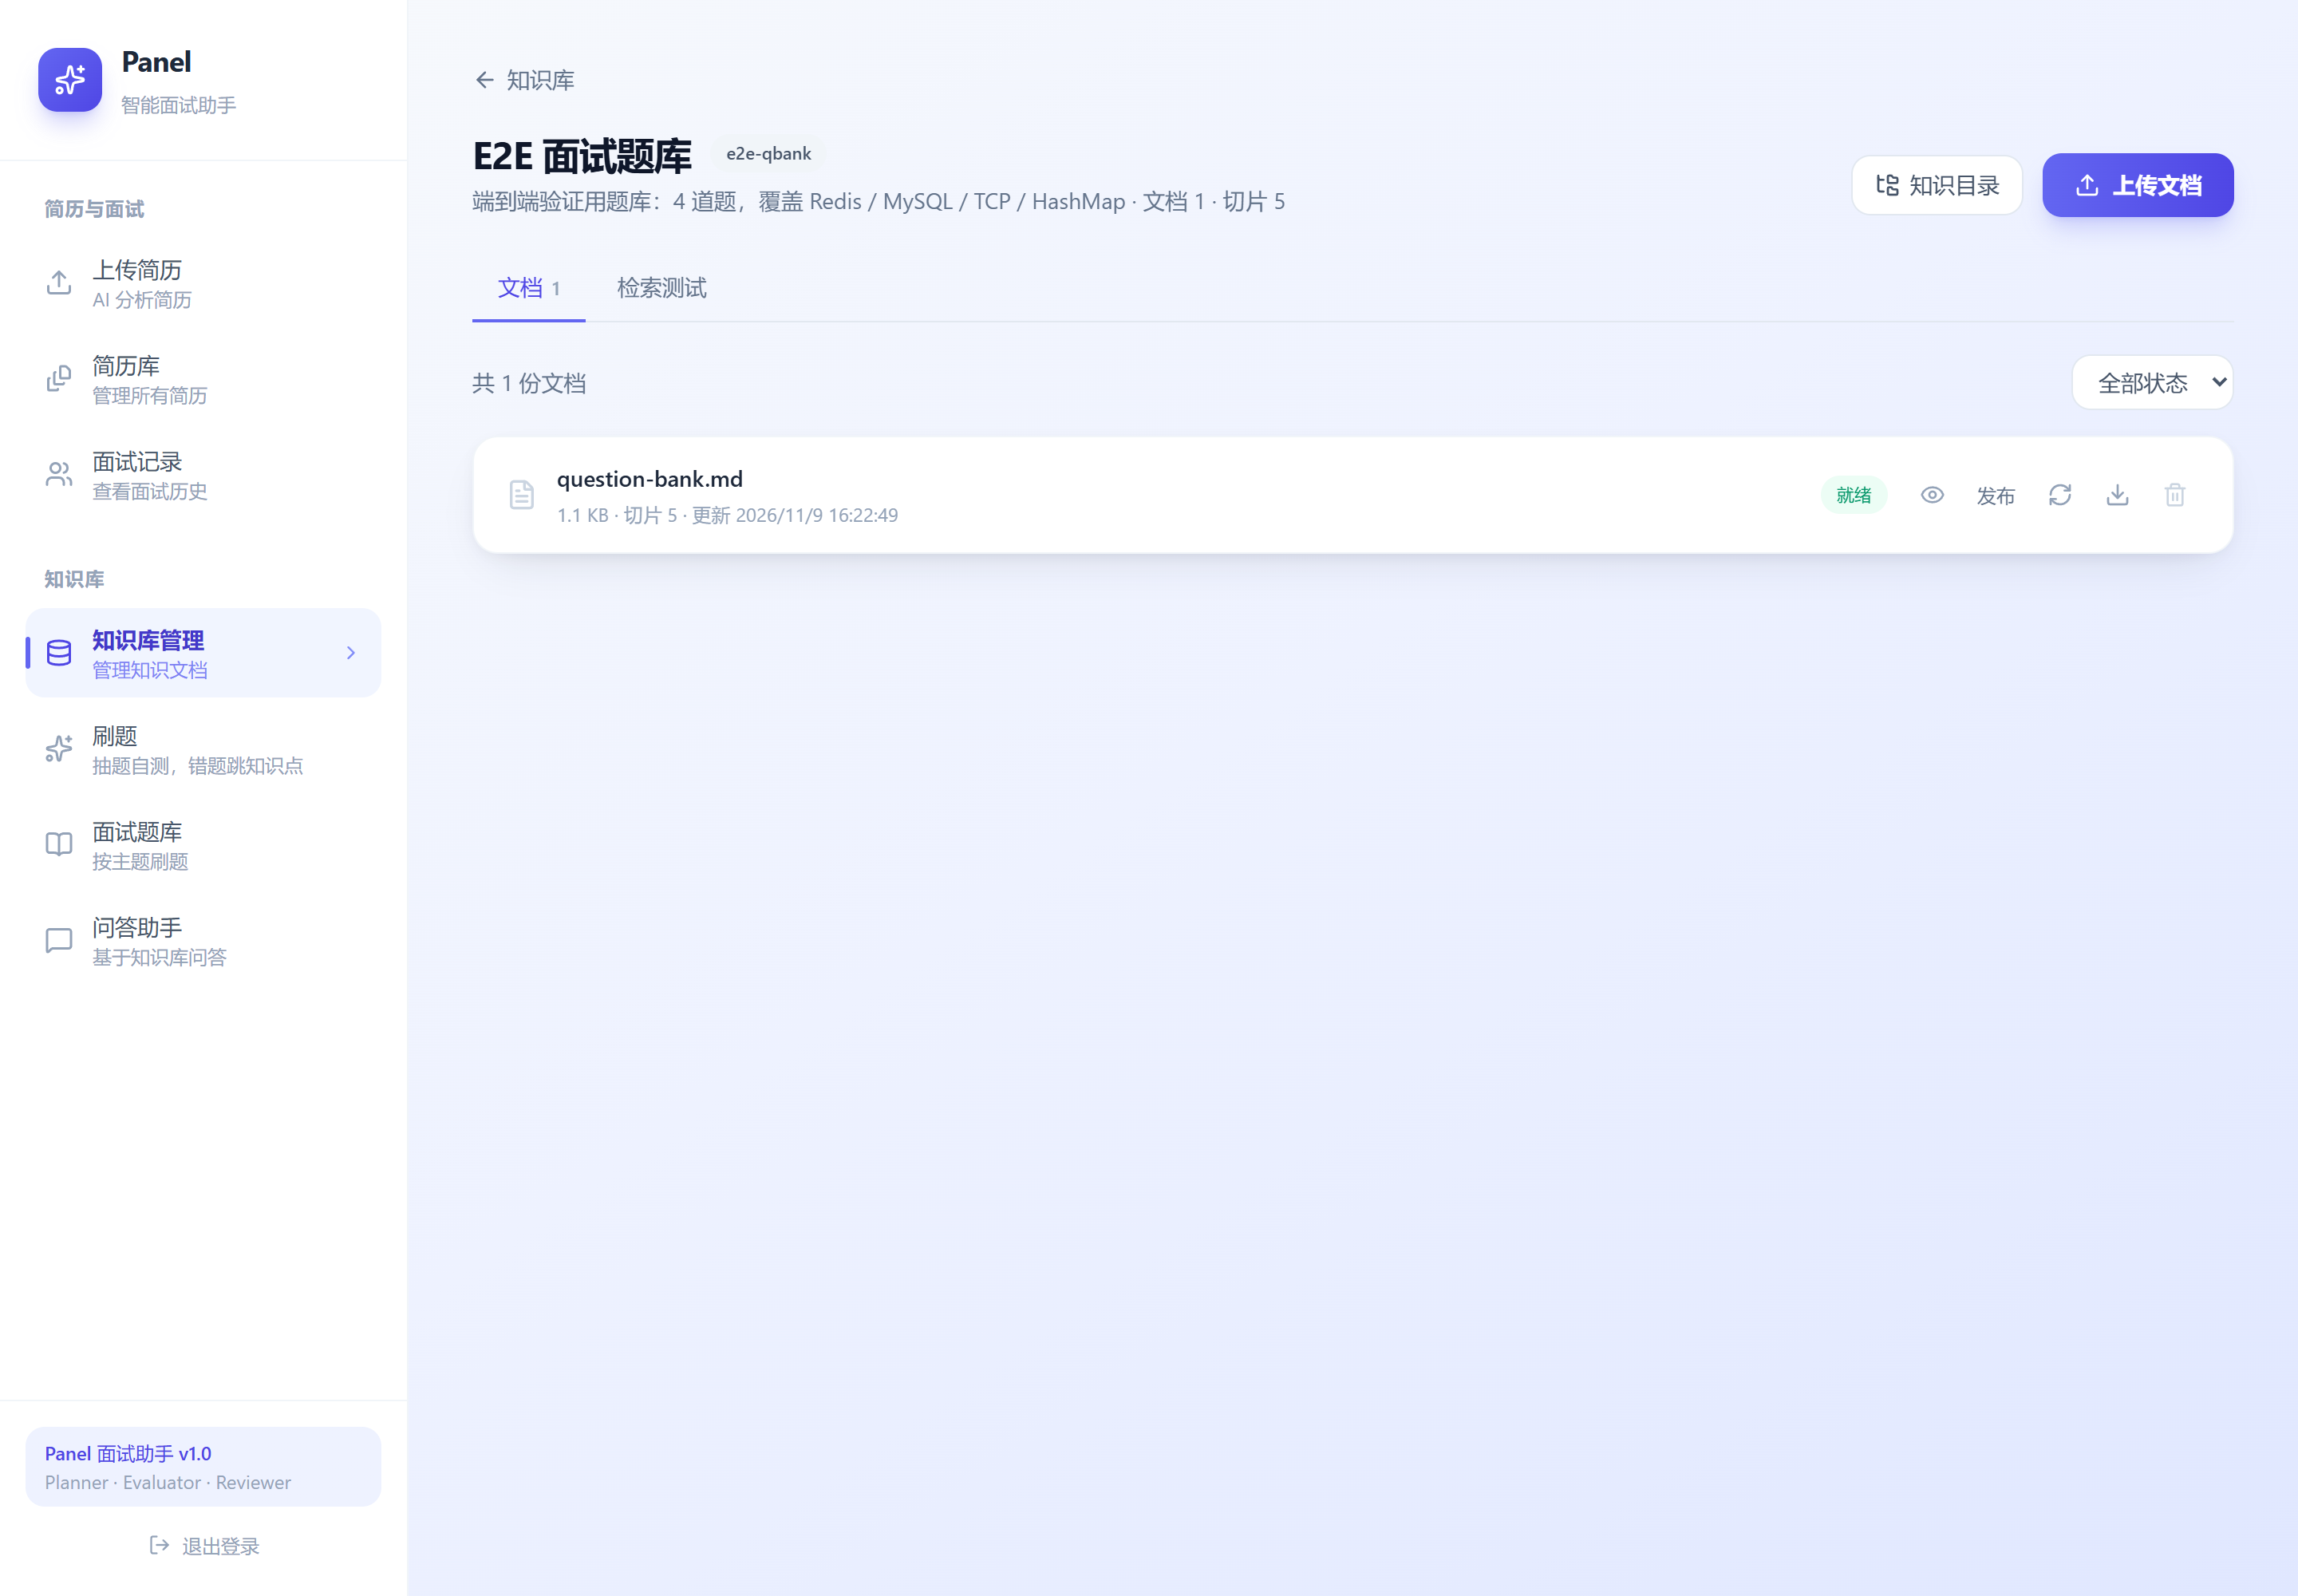 Panel
智能面试助手
简历与面试
上传简历
AI 分析简历
简历库
管理所有简历
面试记录
查看面试历史
知识库
知识库管理
管理知识文档
刷题
抽题自测，错题跳知识点
面试题库
按主题刷题
问答助手
基于知识库问答
Panel 面试助手 v1.0
Planner · Evaluator · Reviewer
退出登录
知识库
E2E 面试题库 e2e-qbank
端到端验证用题库：4 道题，覆盖 Redis / MySQL / TCP / HashMap · 文档 1 · 切片 5
知识目录
上传文档
文档 1
检索测试
共 1 份文档
全部状态
question-bank.md
1.1 KB · 切片 5 · 更新 2026/11/9 16:22:49
就绪
发布